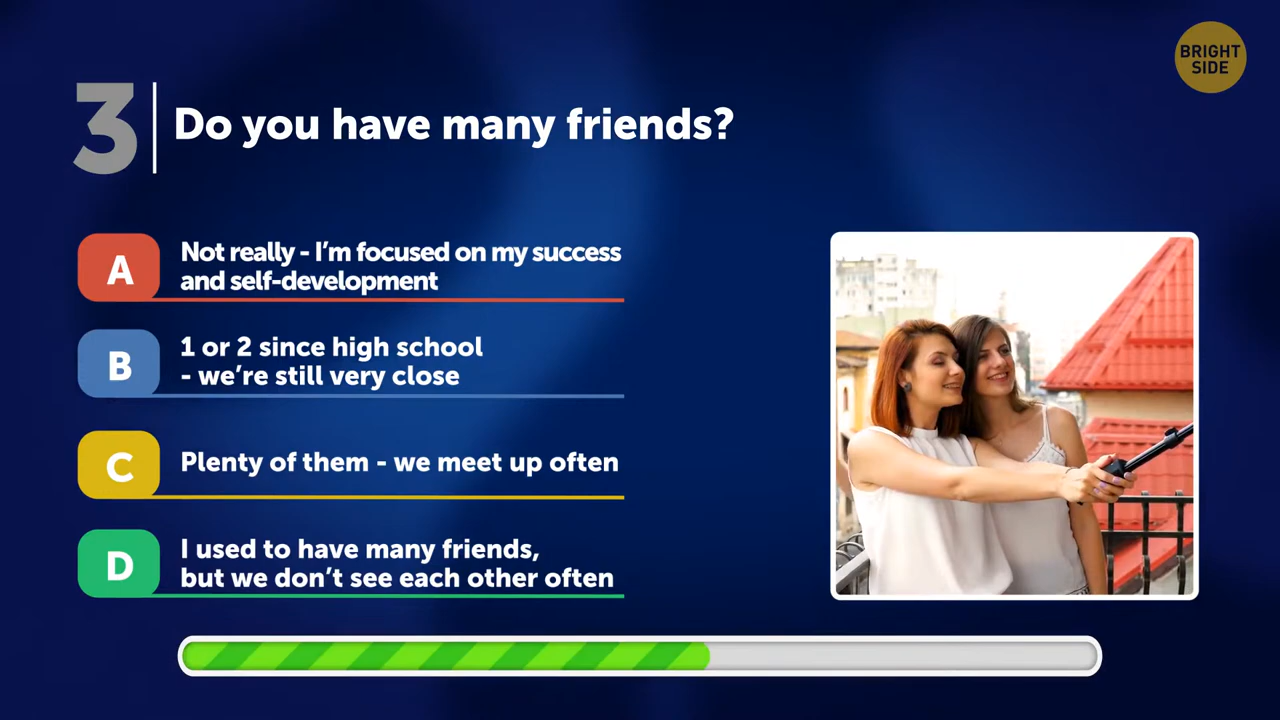 BRIGHT
SIDE
3
Do you have many friends?
A
Not really - I'm focused on my success
and self-development
B
1 or 2 since high school
- we're still very close
C
Plenty of them - we meet up often
D
I used to have many friends,
but we don't see each other often